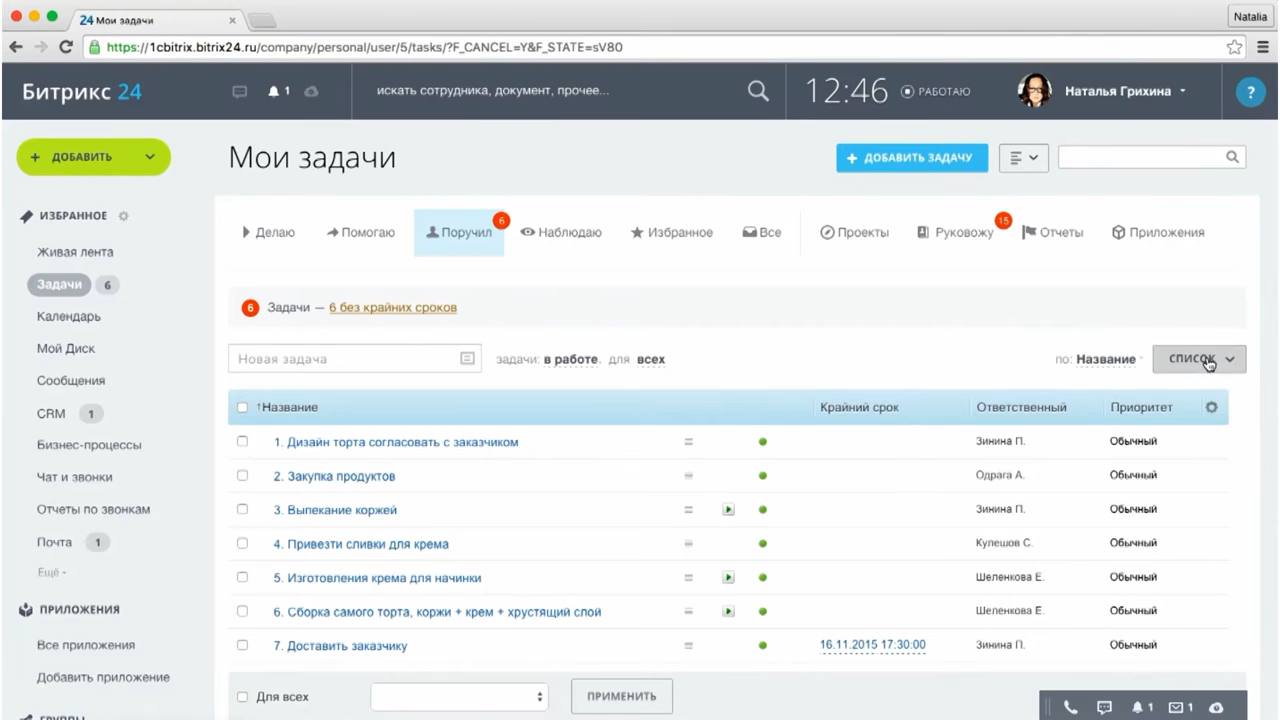 24 Мои задачи
Natalia
https://1cbitrix.bitrix24.ru/company/personal/user/5/tasks/?F_CANCEL=Y&F_STATE=sV80
Битрикс 24
1
искать сотрудника, документ, прочее...
12:46
РАБОТАЮ
Наталья Грихина
?
+ ДОБАВИТЬ
Мои задачи
+ ДОБАВИТЬ ЗАДАЧУ
ИЗБРАННОЕ
Живая лента
Задачи 6
Календарь
Мой Диск
Сообщения
CRM 1
Бизнес-процессы
Чат и звонки
Отчеты по звонкам
Почта 1
Ещё
ПРИЛОЖЕНИЯ
Все приложения
Добавить приложение
ГРУППЫ
Делаю
Помогаю
Поручил 6
Наблюдаю
Избранное
Все
Проекты
Руковожу 15
Отчеты
Приложения
6 Задачи — 6 без крайних сроков
Новая задача
задачи: в работе, для всех
по: Название
СПИСОК
↑Название Крайний срок Ответственный Приоритет
1. Дизайн торта согласовать с заказчиком Зинина П. Обычный
2. Закупка продуктов Одрага А. Обычный
3. Выпекание коржей Зинина П. Обычный
4. Привезти сливки для крема Кулешов С. Обычный
5. Изготовления крема для начинки Шеленкова Е. Обычный
6. Сборка самого торта, коржи + крем + хрустящий слой Шеленкова Е. Обычный
7. Доставить заказчику 16.11.2015 17:30:00 Зинина П. Обычный
Для всех
ПРИМЕНИТЬ
1 1